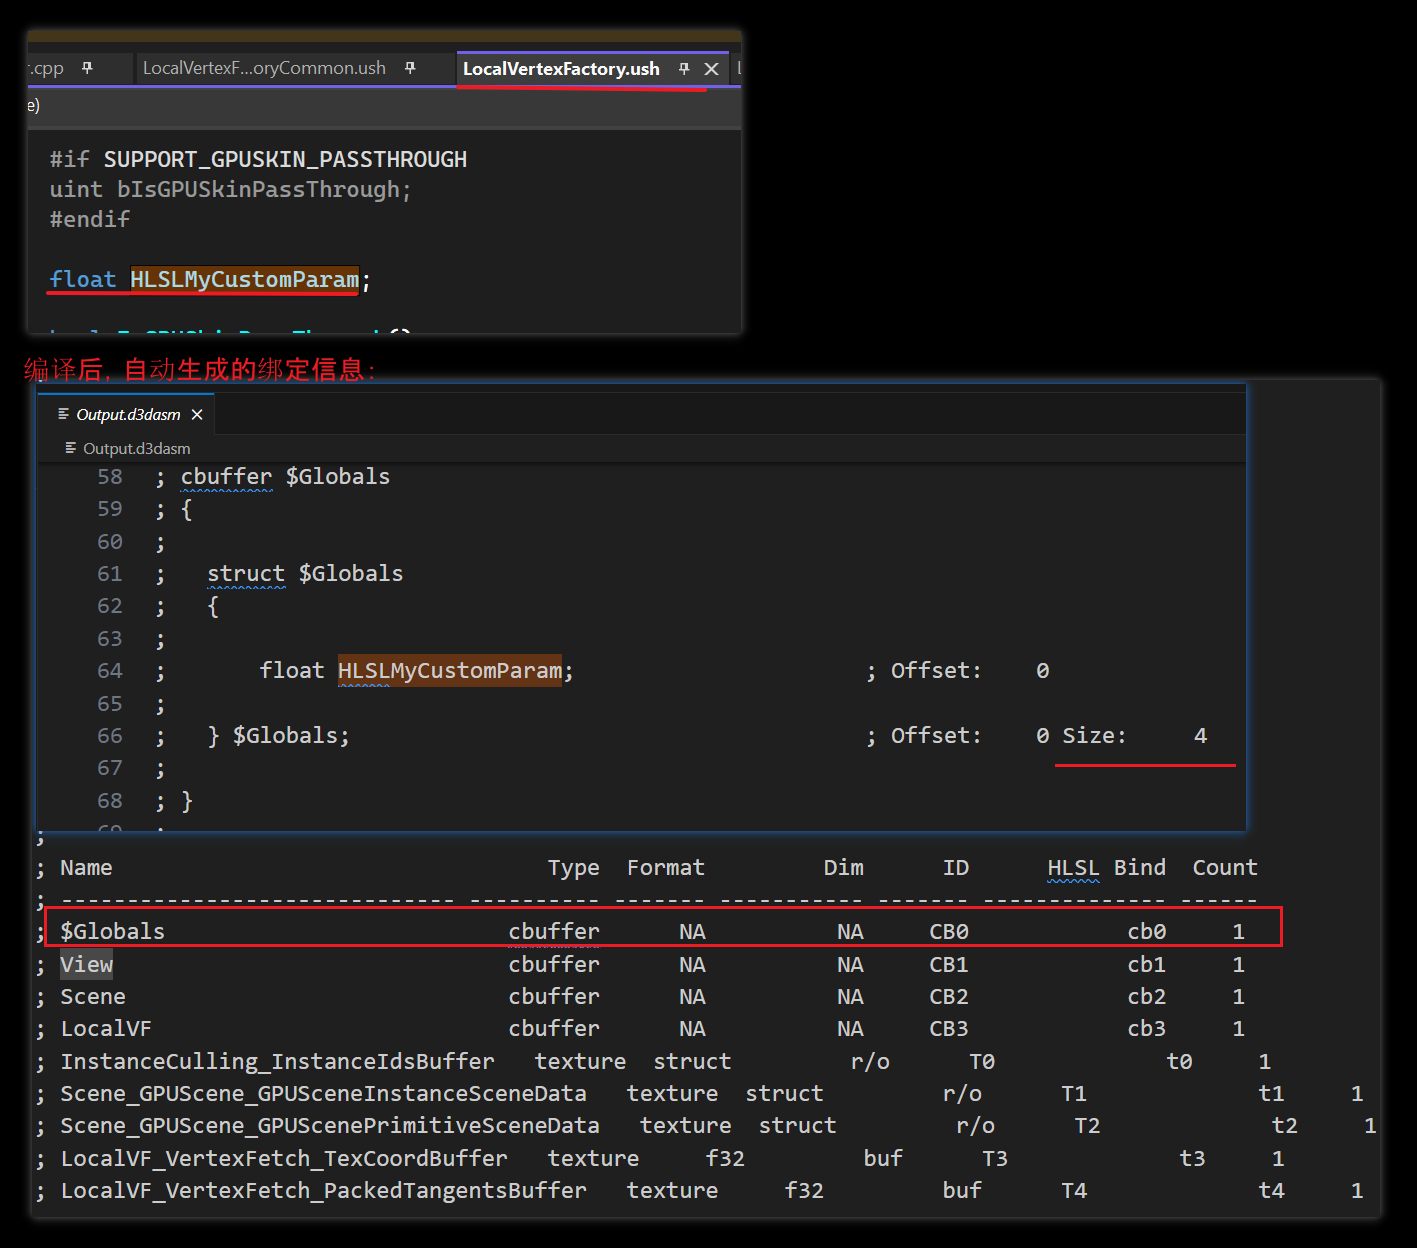 r.cpp LocalVertexF...oryCommon.ush LocalVertexFactory.ush
e)
#if SUPPORT_GPUSKIN_PASSTHROUGH
uint bIsGPUSkinPassThrough;
#endif
float HLSLMyCustomParam;
编译后, 自动生成的绑定信息:
Output.d3dasm
Output.d3dasm
58 ; cbuffer $Globals
59 ; {
60 ;
61 ; struct $Globals
62 ; {
63 ;
64 ; float HLSLMyCustomParam; ; Offset: 0
65 ;
66 ; } $Globals; ; Offset: 0 Size: 4
67 ;
68 ; }
69 ;
;
; Name Type Format Dim ID HLSL Bind Count
; ------------------------------ ---------- ------- ----------- ------- -------------- ------
; $Globals cbuffer NA NA CB0 cb0 1
; View cbuffer NA NA CB1 cb1 1
; Scene cbuffer NA NA CB2 cb2 1
; LocalVF cbuffer NA NA CB3 cb3 1
; InstanceCulling_InstanceIdsBuffer texture struct r/o T0 t0 1
; Scene_GPUScene_GPUSceneInstanceSceneData texture struct r/o T1 t1 1
; Scene_GPUScene_GPUScenePrimitiveSceneData texture struct r/o T2 t2 1
; LocalVF_VertexFetch_TexCoordBuffer texture f32 buf T3 t3 1
; LocalVF_VertexFetch_PackedTangentsBuffer texture f32 buf T4 t4 1